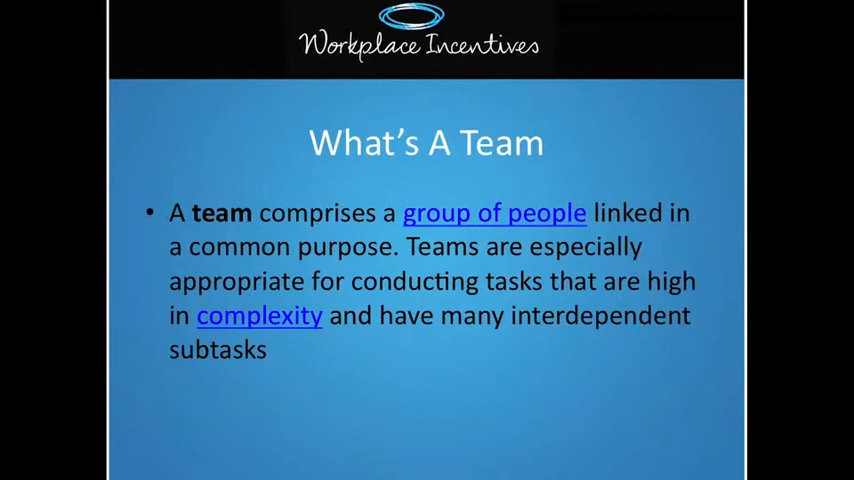 Workplace Incentives
What's A Team
• A team comprises a group of people linked in
a common purpose. Teams are especially
appropriate for conducting tasks that are high
in complexity and have many interdependent
subtasks